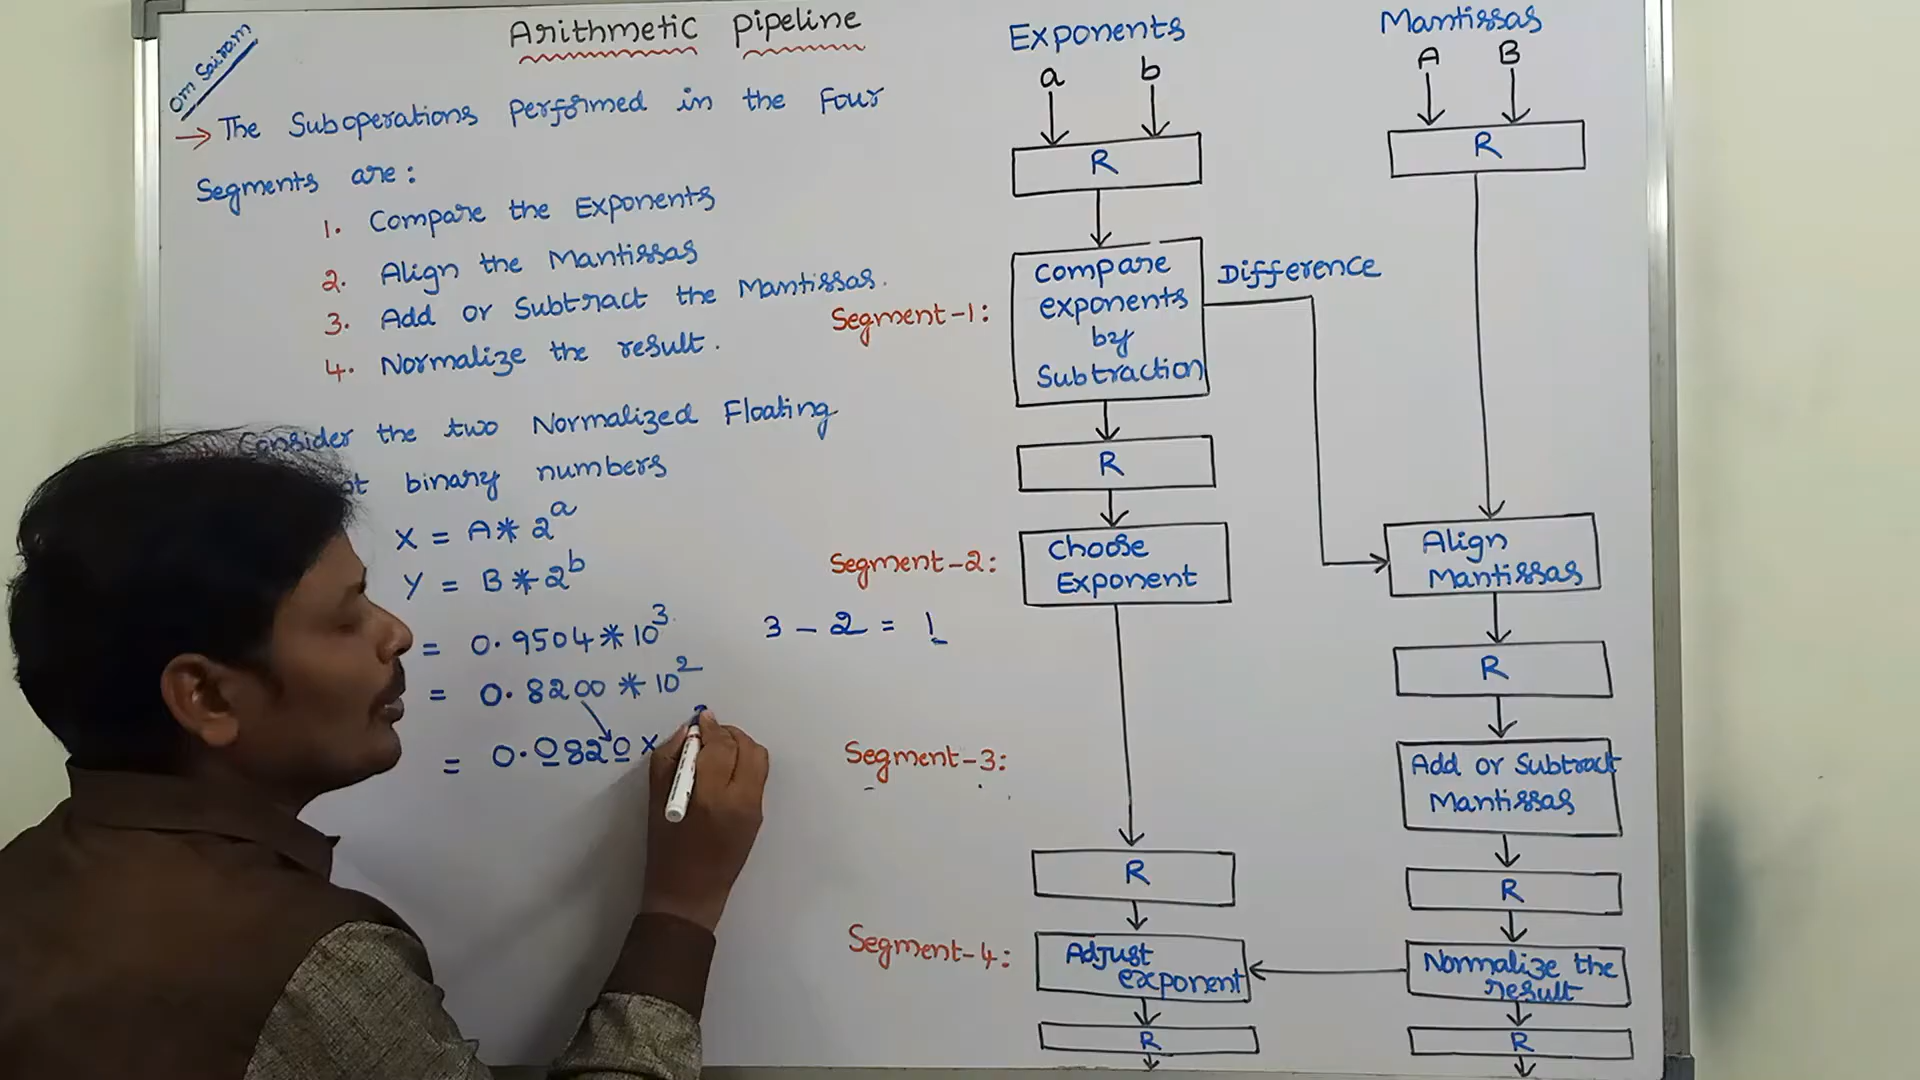 Arithmetic Pipeline
Om Sairam
→ The Suboperations performed in the Four
Segments are:
1. Compare the Exponents
2. Align the Mantissas
3. Add or Subtract the Mantissas.
4. Normalize the result.
Consider the two Normalized Floating
binary numbers
X = A * 2^a
Y = B * 2^b
= 0.9504 * 10^3
= 0.8200 * 10^2
= 0.0820 x
3 - 2 = 1
Exponents
a b
R
Segment-1:
Compare
exponents
by
Subtraction
Difference
R
Segment-2:
Choose
Exponent
Segment-3:
R
Segment-4:
Adjust
exponent
R
Mantissas
A B
R
Align
Mantissas
R
Add or Subtract
Mantissas
R
Normalize the
result
R